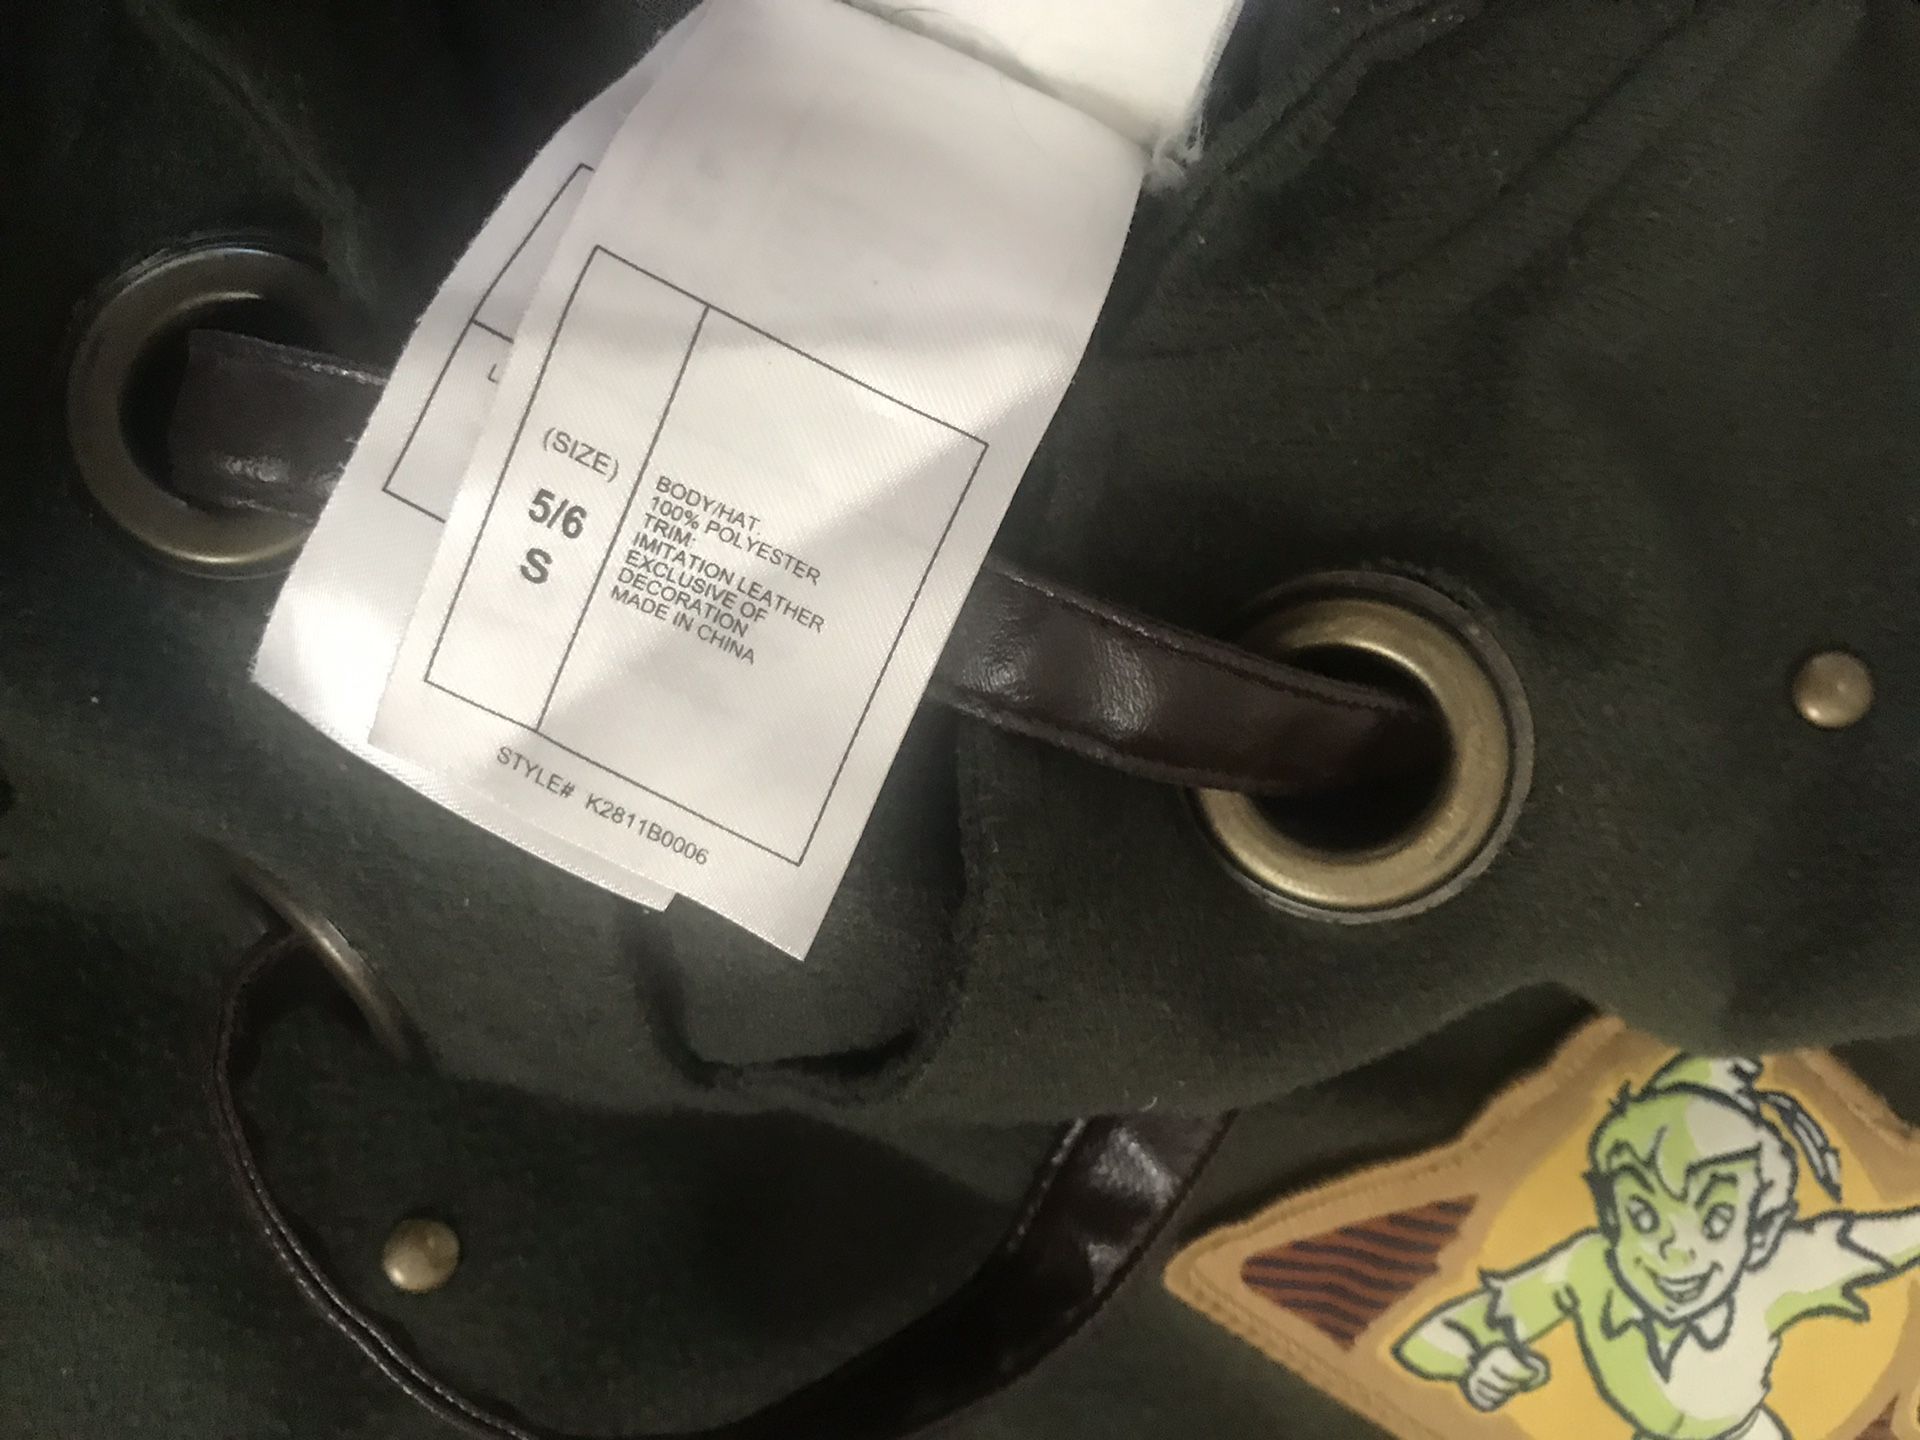 (SIZE)
5/6
S
BODY/HAT:
100% POLYESTER
TRIM:
IMITATION LEATHER
EXCLUSIVE OF
DECORATION
MADE IN CHINA
STYLE# K2811B0006